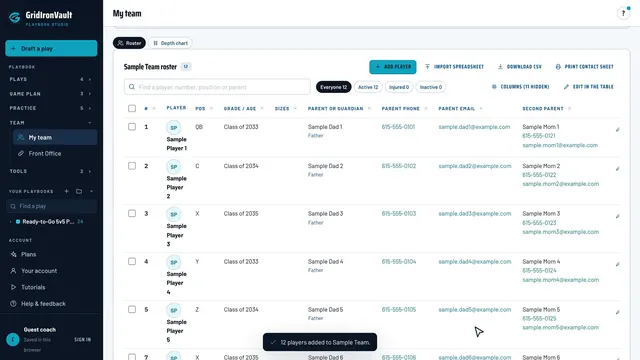 GridIronVault
PLAYBOOK STUDIO
+ Draft a play
PLAYBOOK
PLAYS 4
GAME PLAN 3
PRACTICE 5
TEAM
My team
Front Office
TOOLS 2
YOUR PLAYBOOKS
Find a play
Ready-to-Go 5v5 P... 24
ACCOUNT
Plans
Your account
Tutorials
Help & feedback
Guest coach
Saved in this browser
SIGN IN
My team
?
Roster
Depth chart
Sample Team roster 12
+ ADD PLAYER
IMPORT SPREADSHEET
DOWNLOAD CSV
PRINT CONTACT SHEET
Find a player, number, position or parent
Everyone 12
Active 12
Injured 0
Inactive 0
COLUMNS (11 HIDDEN)
EDIT IN THE TABLE
# PLAYER POS GRADE / AGE SIZES PARENT OR GUARDIAN PARENT PHONE PARENT EMAIL SECOND PARENT
1 SP Sample Player 1 QB Class of 2033 Sample Dad 1 Father 615-555-0101 sample.dad1@example.com Sample Mom 1 615-555-0121 sample.mom1@example.com
2 SP Sample Player 2 C Class of 2034 Sample Dad 2 Father 615-555-0102 sample.dad2@example.com Sample Mom 2 615-555-0122 sample.mom2@example.com
3 SP Sample Player 3 X Class of 2035 Sample Dad 3 Father 615-555-0103 sample.dad3@example.com Sample Mom 3 615-555-0123 sample.mom3@example.com
4 SP Sample Player 4 Y Class of 2033 Sample Dad 4 Father 615-555-0104 sample.dad4@example.com Sample Mom 4 615-555-0124 sample.mom4@example.com
5 SP Sample Player 5 Z Class of 2034 Sample Dad 5 Father 615-555-0105 sample.dad5@example.com Sample Mom 5 615-555-0125 sample.mom5@example.com
7 SP X Class of 2035 Sample Dad 6 615-555-0106 sample.dad6@example.com Sample Mom 6
12 players added to Sample Team.